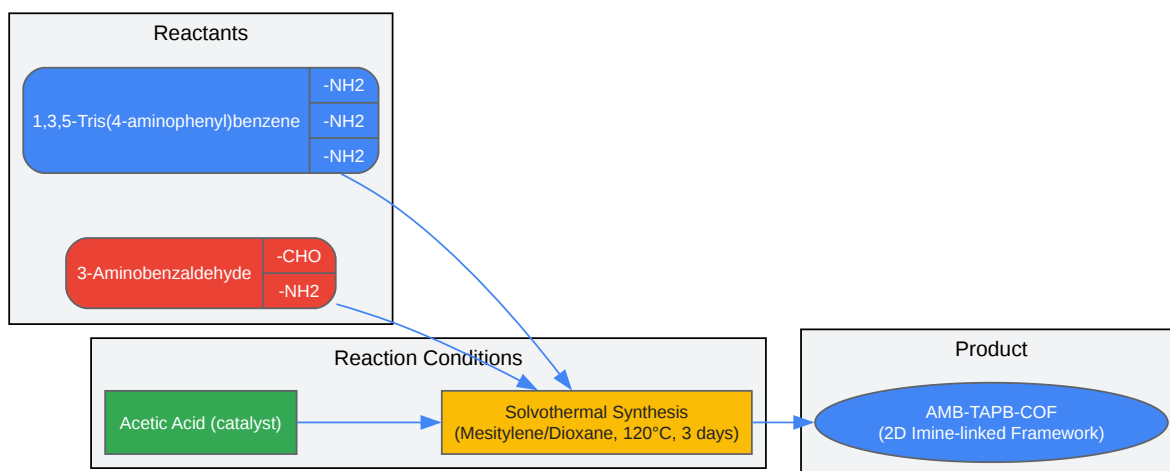 Reactants
1,3,5-Tris(4-aminophenyl)benzene
-NH2
-NH2
-NH2
3-Aminobenzaldehyde
-CHO
-NH2
Reaction Conditions
Acetic Acid (catalyst)
Solvothermal Synthesis
(Mesitylene/Dioxane, 120°C, 3 days)
Product
AMB-TAPB-COF
(2D Imine-linked Framework)